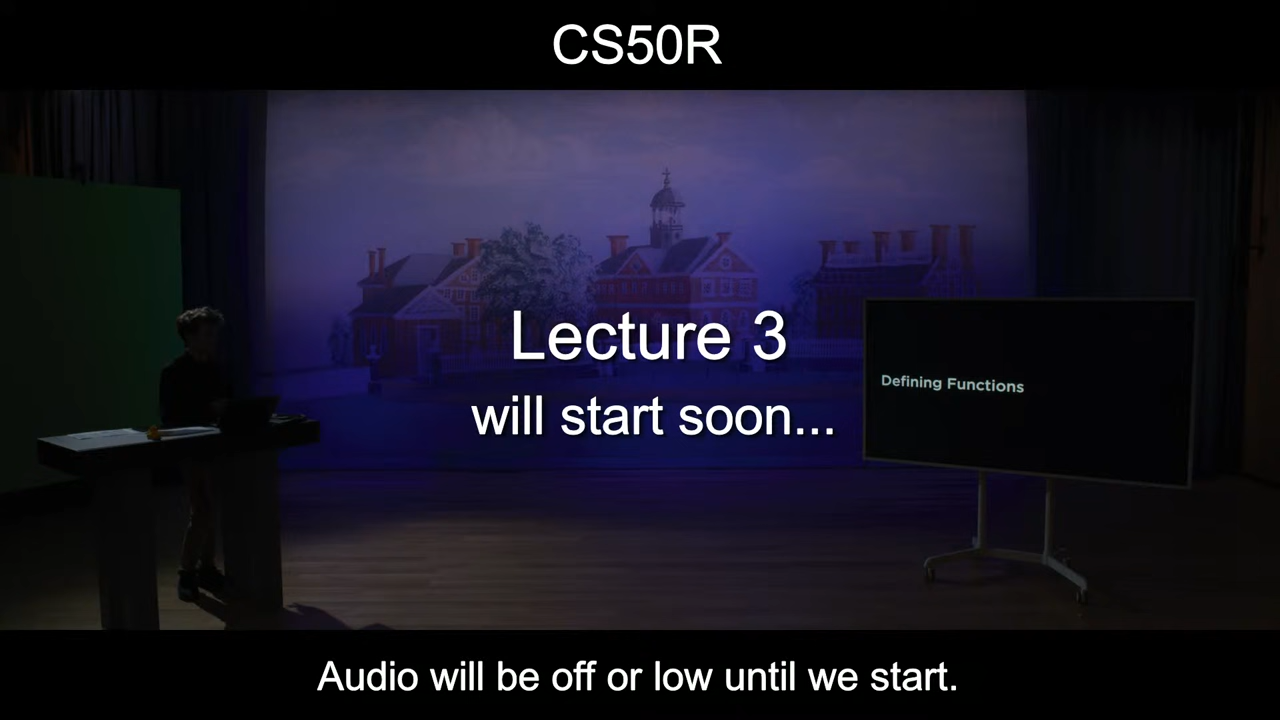 CS50R
Lecture 3
will start soon...
Defining Functions
Audio will be off or low until we start.